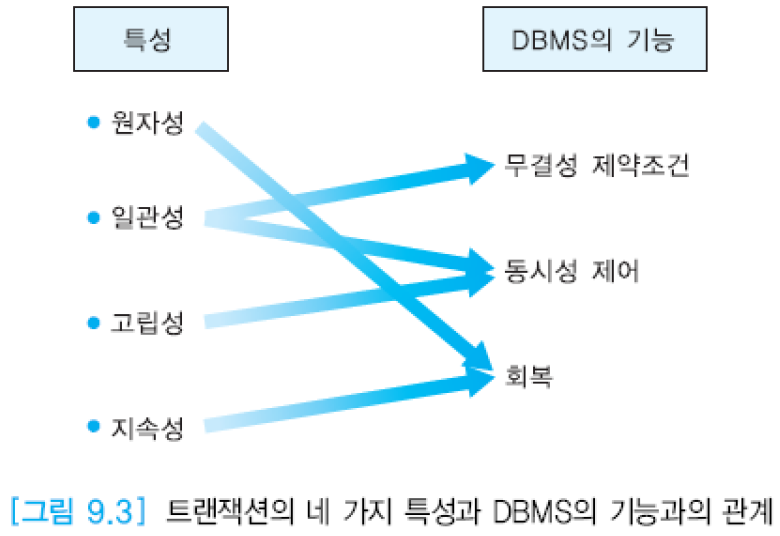 특성
DBMS의 기능
• 원자성
• 일관성
• 고립성
• 지속성
무결성 제약조건
동시성 제어
회복
[그림 9.3] 트랜잭션의 네 가지 특성과 DBMS의 기능과의 관계